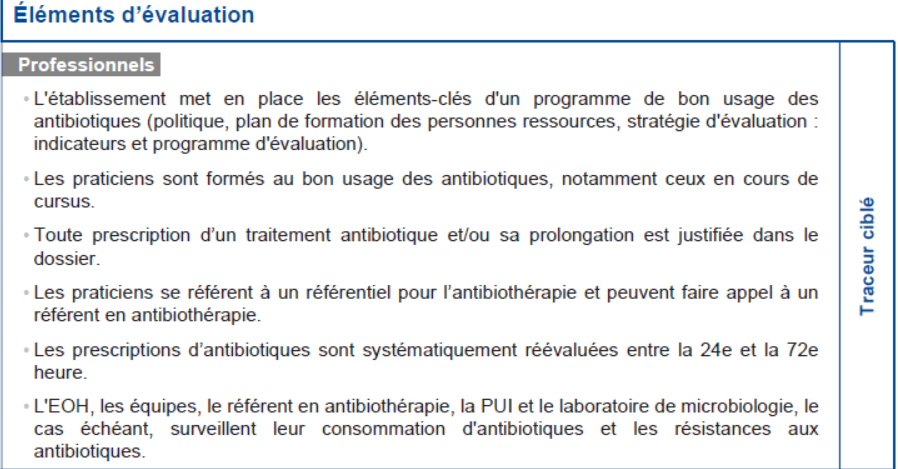 Éléments d'évaluation
Professionnels
• L'établissement met en place les éléments-clés d'un programme de bon usage des
antibiotiques (politique, plan de formation des personnes ressources, stratégie d'évaluation :
indicateurs et programme d'évaluation).
• Les praticiens sont formés au bon usage des antibiotiques, notamment ceux en cours de
cursus.
• Toute prescription d'un traitement antibiotique et/ou sa prolongation est justifiée dans le
dossier.
• Les praticiens se référent à un référentiel pour l'antibiothérapie et peuvent faire appel à un
référent en antibiothérapie.
• Les prescriptions d'antibiotiques sont systématiquement réévaluées entre la 24e et la 72e
heure.
• L'EOH, les équipes, le référent en antibiothérapie, la PUI et le laboratoire de microbiologie, le
cas échéant, surveillent leur consommation d'antibiotiques et les résistances aux
antibiotiques.
Traceur ciblé